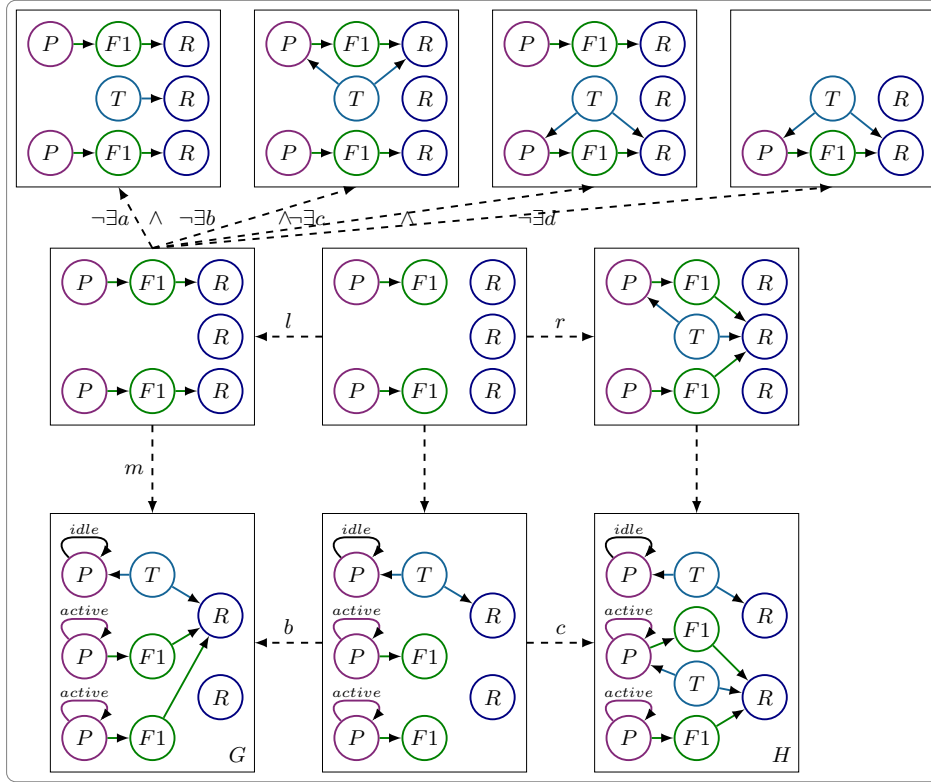 P F1 R P F1 R P F1 R
T R T R T R T R
P F1 R P F1 R P F1 R P F1 R
¬∃a ∧ ¬∃b ∧ ¬∃c ∧ ¬∃d
P F1 R P F1 R P F1 R
R l R r T R
P F1 R P F1 R P F1 R
m
idle idle idle
P T P T P T
R R R
active active active F1
P F1 b P F1 c P
R R T R
active active active
P F1 P F1 P F1
G H